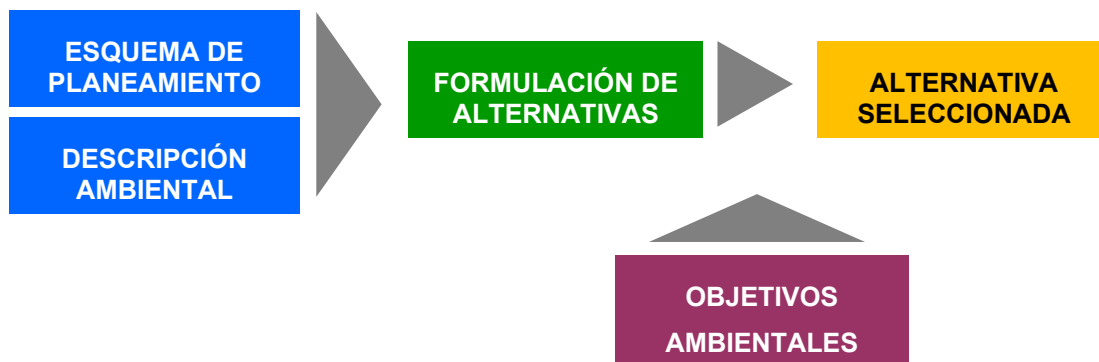 ESQUEMA DE
PLANEAMIENTO
DESCRIPCIÓN
AMBIENTAL
FORMULACIÓN DE
ALTERNATIVAS
ALTERNATIVA
SELECCIONADA
OBJETIVOS
AMBIENTALES